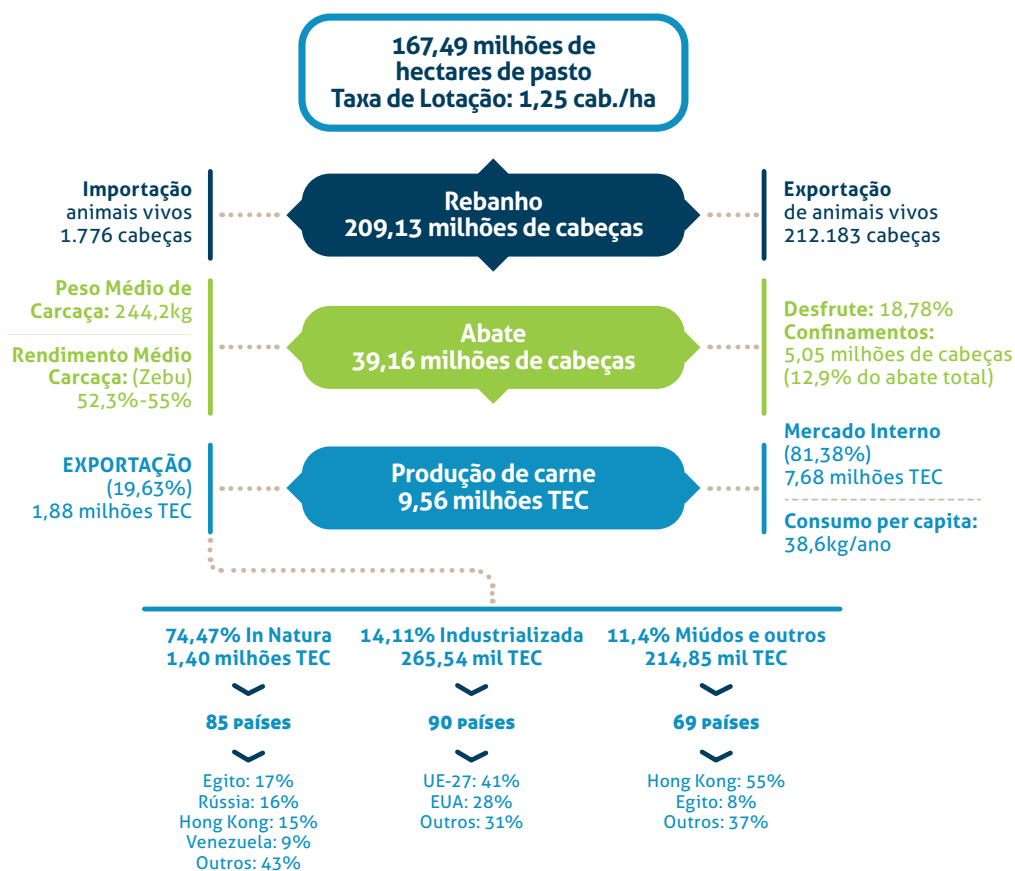 167,49 milhões de
hectares de pasto
Taxa de Lotação: 1,25 cab./ha
Importação
animais vivos
1.776 cabeças
Rebanho
209,13 milhões de cabeças
Exportação
de animais vivos
212.183 cabeças
Peso Médio de
Carcaça: 244,2kg
Rendimento Médio
Carcaça: (Zebu)
52,3%-55%
Abate
39,16 milhões de cabeças
Desfrute: 18,78%
Confinamentos:
5,05 milhões de cabeças
(12,9% do abate total)
EXPORTAÇÃO
(19,63%)
1,88 milhões TEC
Produção de carne
9,56 milhões TEC
Mercado Interno
(81,38%)
7,68 milhões TEC
Consumo per capita:
38,6kg/ano
74,47% In Natura
1,40 milhões TEC
85 países
Egito: 17%
Rússia: 16%
Hong Kong: 15%
Venezuela: 9%
Outros: 43%
14,11% Industrializada
265,54 mil TEC
90 países
UE-27: 41%
EUA: 28%
Outros: 31%
11,4% Miúdos e outros
214,85 mil TEC
69 países
Hong Kong: 55%
Egito: 8%
Outros: 37%